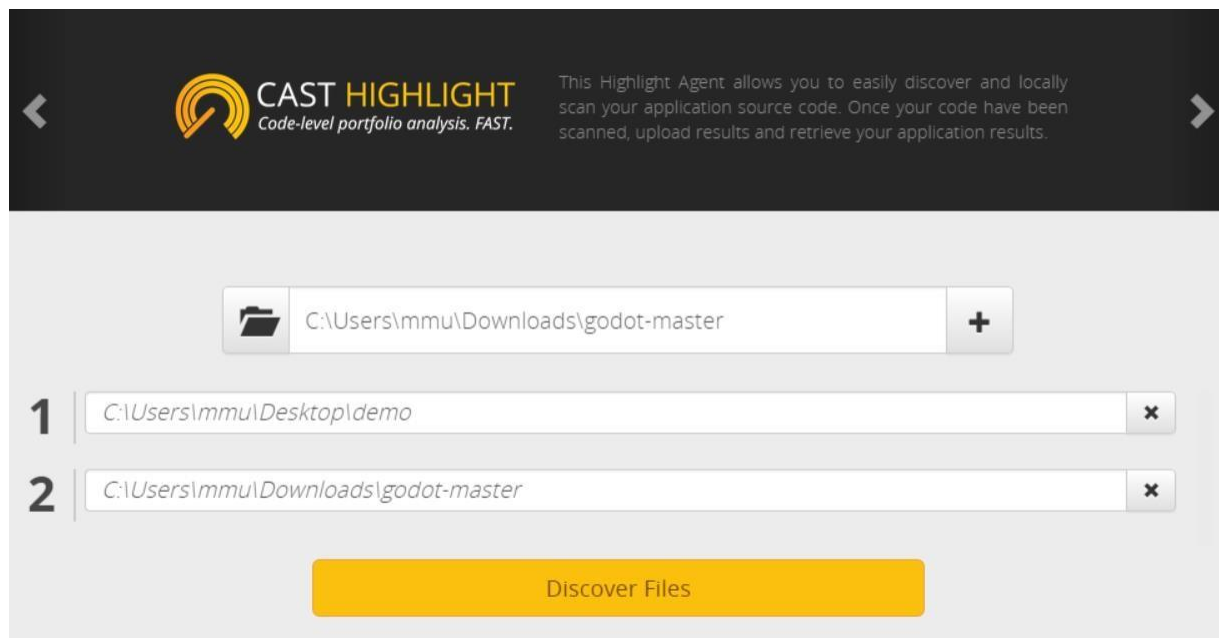 CAST HIGHLIGHT
Code-level portfolio analysis. FAST.
This Highlight Agent allows you to easily discover and locally
scan your application source code. Once your code have been
scanned, upload results and retrieve your application results.
C:\Users\mmu\Downloads\godot-master
1 C:\Users\mmu\Desktop\demo
2 C:\Users\mmu\Downloads\godot-master
Discover Files